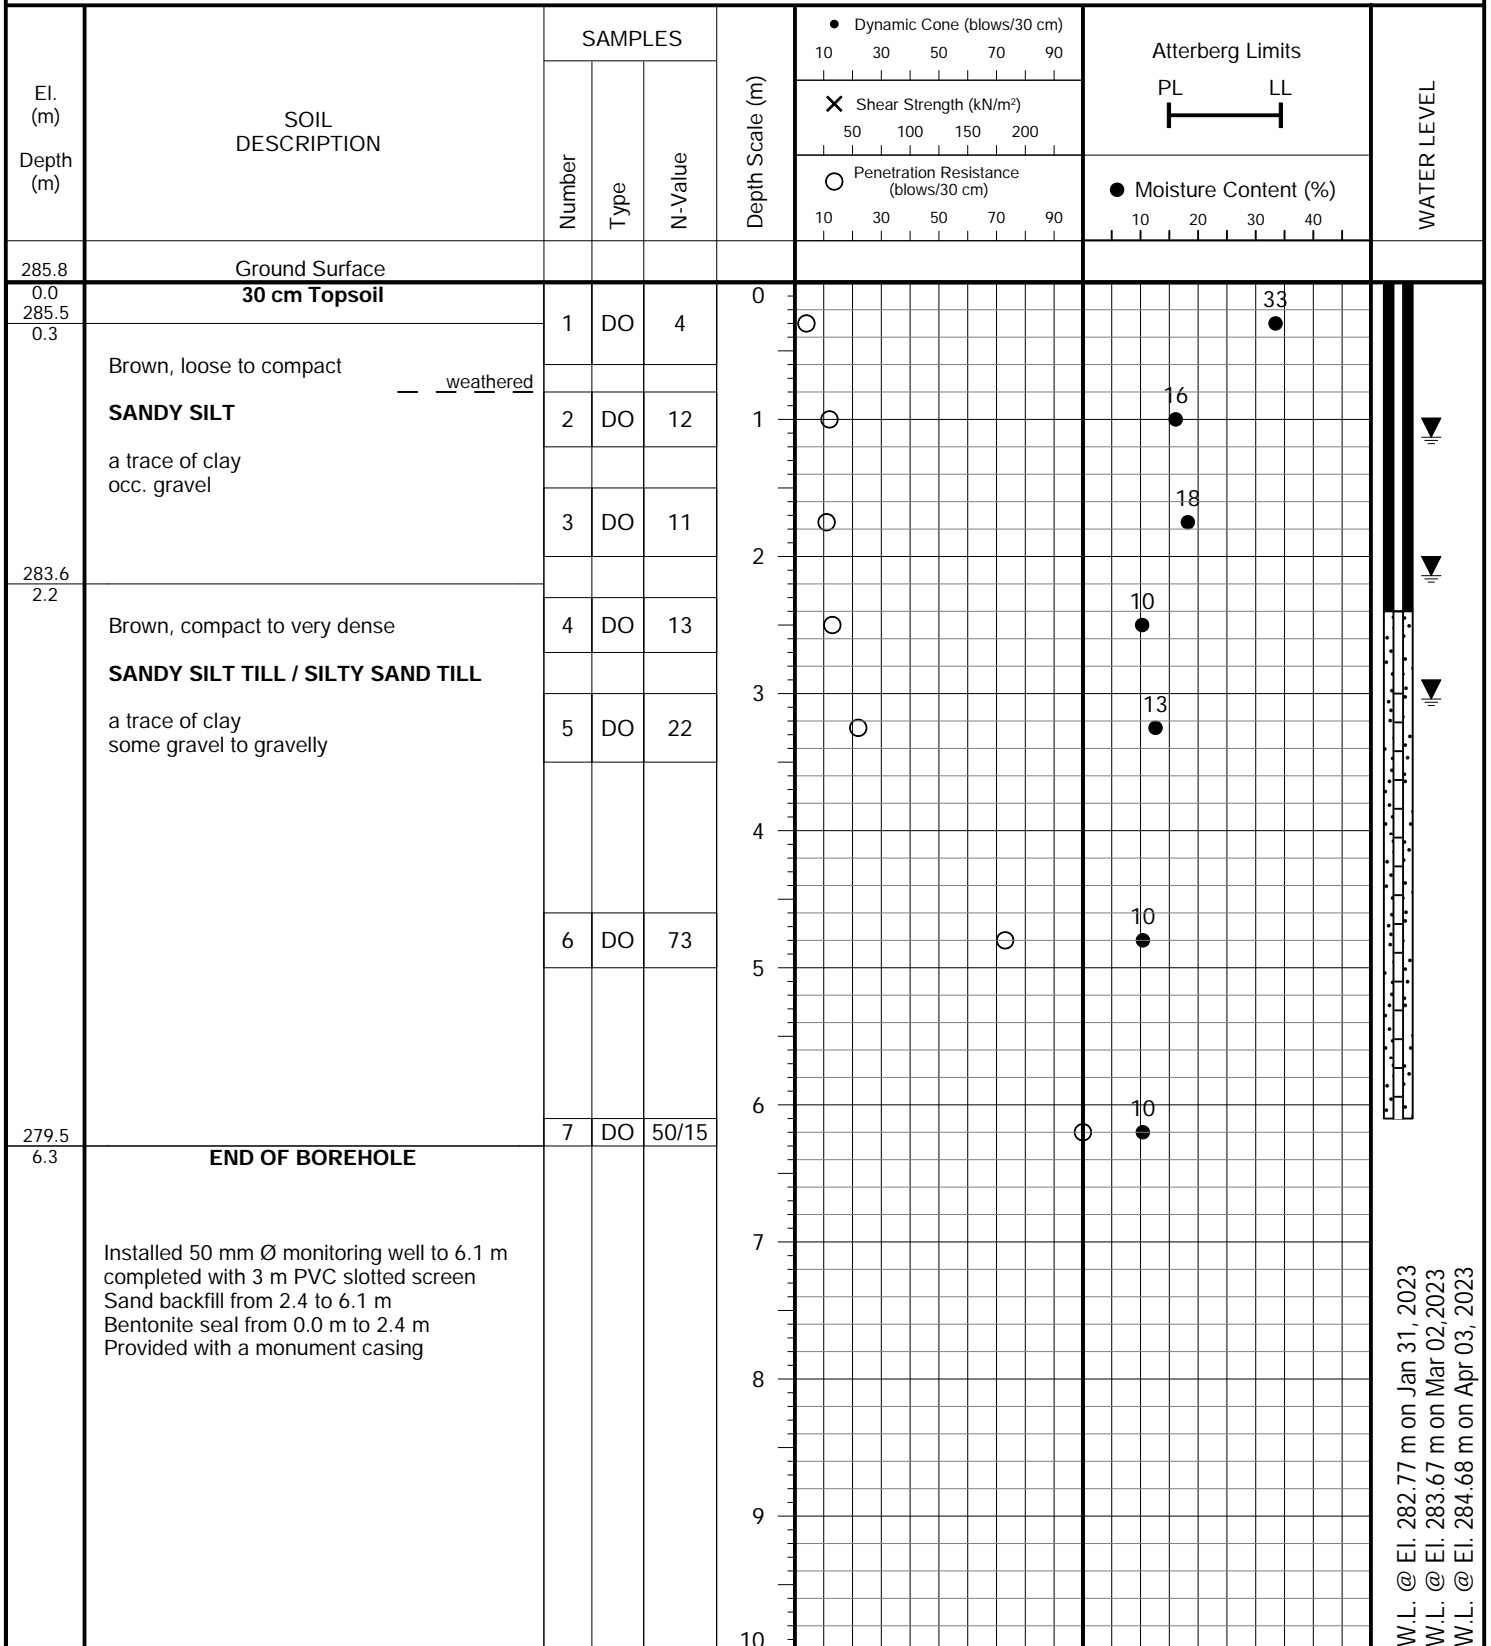 El.
(m)
Depth
(m)
SOIL
DESCRIPTION
SAMPLES
Number
Type
N-Value
Depth Scale (m)
Dynamic Cone (blows/30 cm)
10 30 50 70 90
Shear Strength (kN/m²)
50 100 150 200
Penetration Resistance
(blows/30 cm)
10 30 50 70 90
Atterberg Limits
PL LL
Moisture Content (%)
10 20 30 40
WATER LEVEL
285.8 Ground Surface
0.0 30 cm Topsoil 0
285.5
0.3
1 DO 4 33
Brown, loose to compact
weathered
SANDY SILT
2 DO 12 1 16
a trace of clay
occ. gravel
3 DO 11 18
2
283.6
2.2
Brown, compact to very dense
4 DO 13 10
SANDY SILT TILL / SILTY SAND TILL
3
a trace of clay
some gravel to gravelly
5 DO 22 13
4
6 DO 73 10
5
6
7 DO 50/15 10
279.5
6.3
END OF BOREHOLE
7
Installed 50 mm Ø monitoring well to 6.1 m
completed with 3 m PVC slotted screen
Sand backfill from 2.4 to 6.1 m
Bentonite seal from 0.0 m to 2.4 m
Provided with a monument casing
8
9
10
W.L. @ El. 282.77 m on Jan 31, 2023
W.L. @ El. 283.67 m on Mar 02,2023
W.L. @ El. 284.68 m on Apr 03, 2023